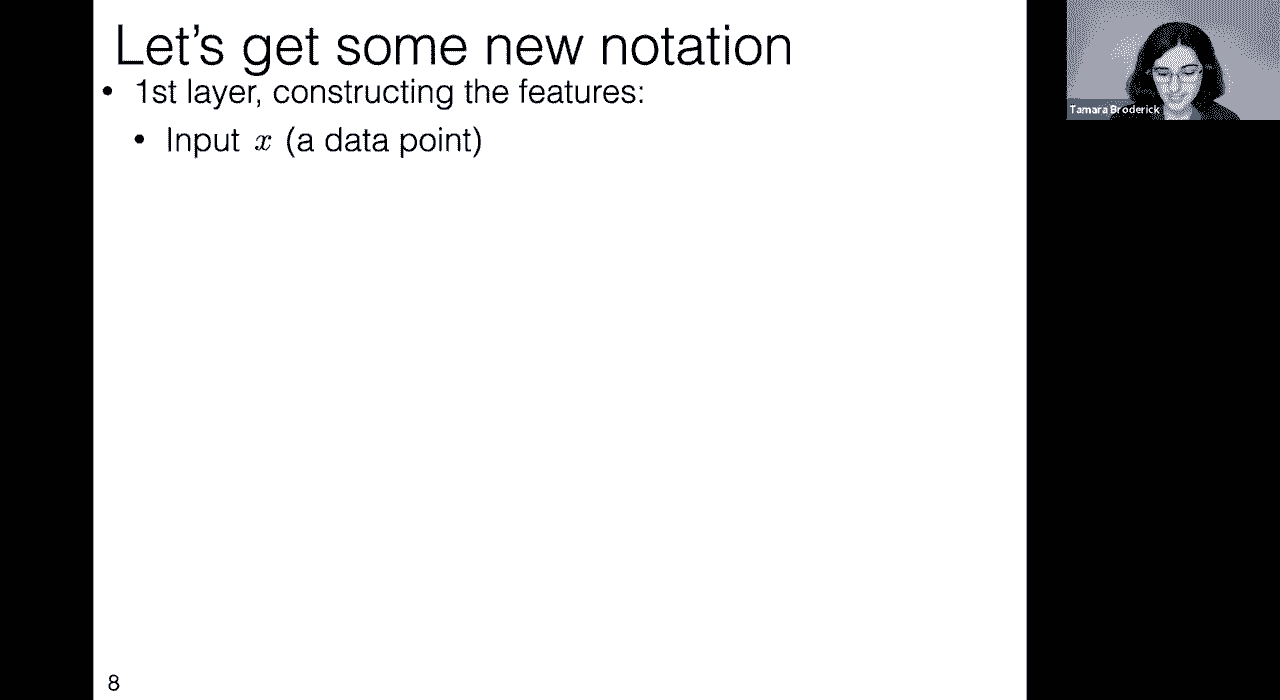 Let's get some new notation
• 1st layer, constructing the features:
• Input x (a data point)
Tamara Broderick
8